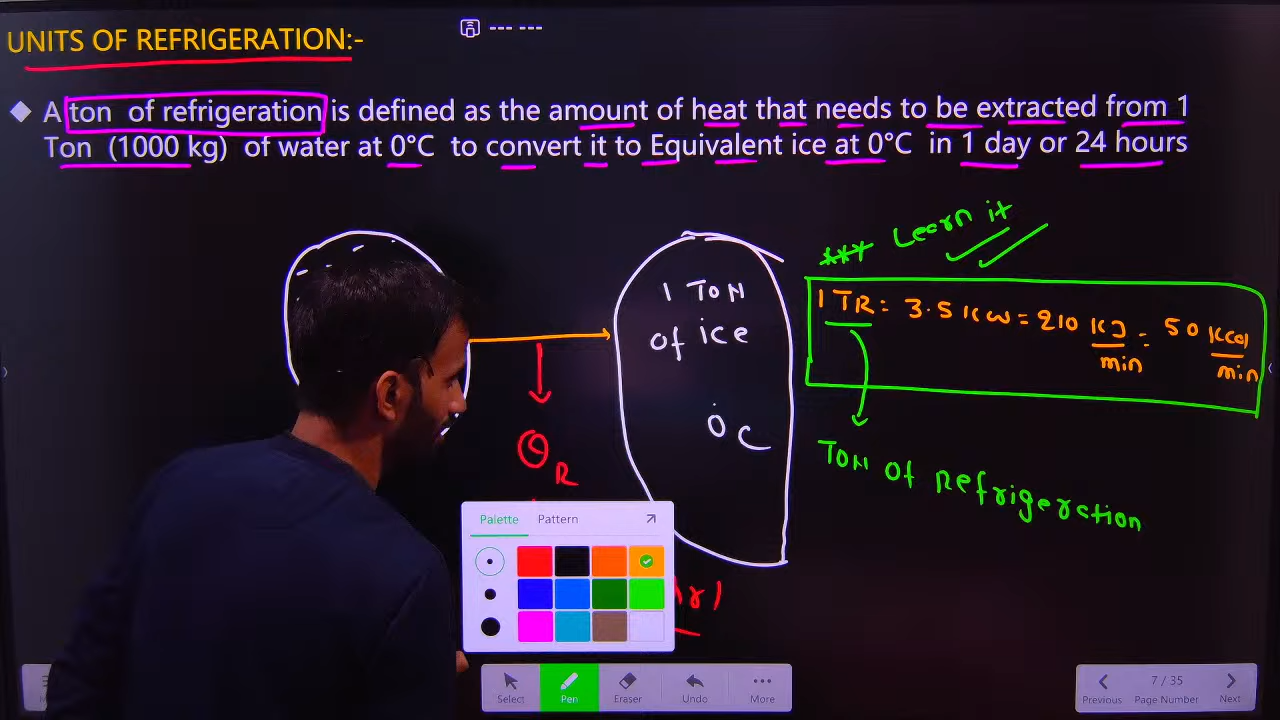 UNITS OF REFRIGERATION:-
◆ A ton of refrigeration is defined as the amount of heat that needs to be extracted from 1
Ton (1000 kg) of water at 0°C to convert it to Equivalent ice at 0°C in 1 day or 24 hours
*** Learn it
1 TR = 3.5 KW = 210 KJ/min = 50 Kcal/min
1 TON
of ice
0°C
QR
TON of Refrigeration
hr)
Palette Pattern
Select
Pen
Eraser
Undo
More
7 / 35
Previous Page Number Next